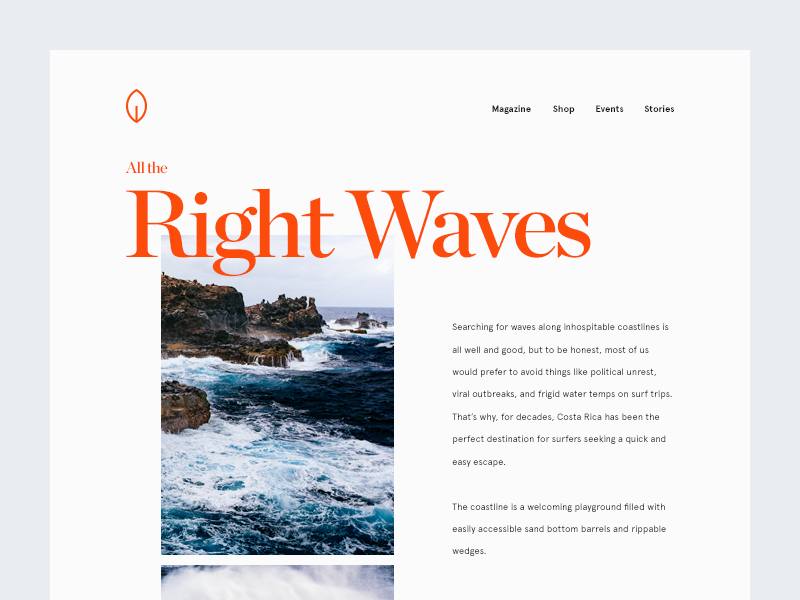 Magazine Shop Events Stories
All the
Right Waves
Searching for waves along inhospitable coastlines is
all well and good, but to be honest, most of us
would prefer to avoid things like political unrest,
viral outbreaks, and frigid water temps on surf trips.
That's why, for decades, Costa Rica has been the
perfect destination for surfers seeking a quick and
easy escape.
The coastline is a welcoming playground filled with
easily accessible sand bottom barrels and rippable
wedges.